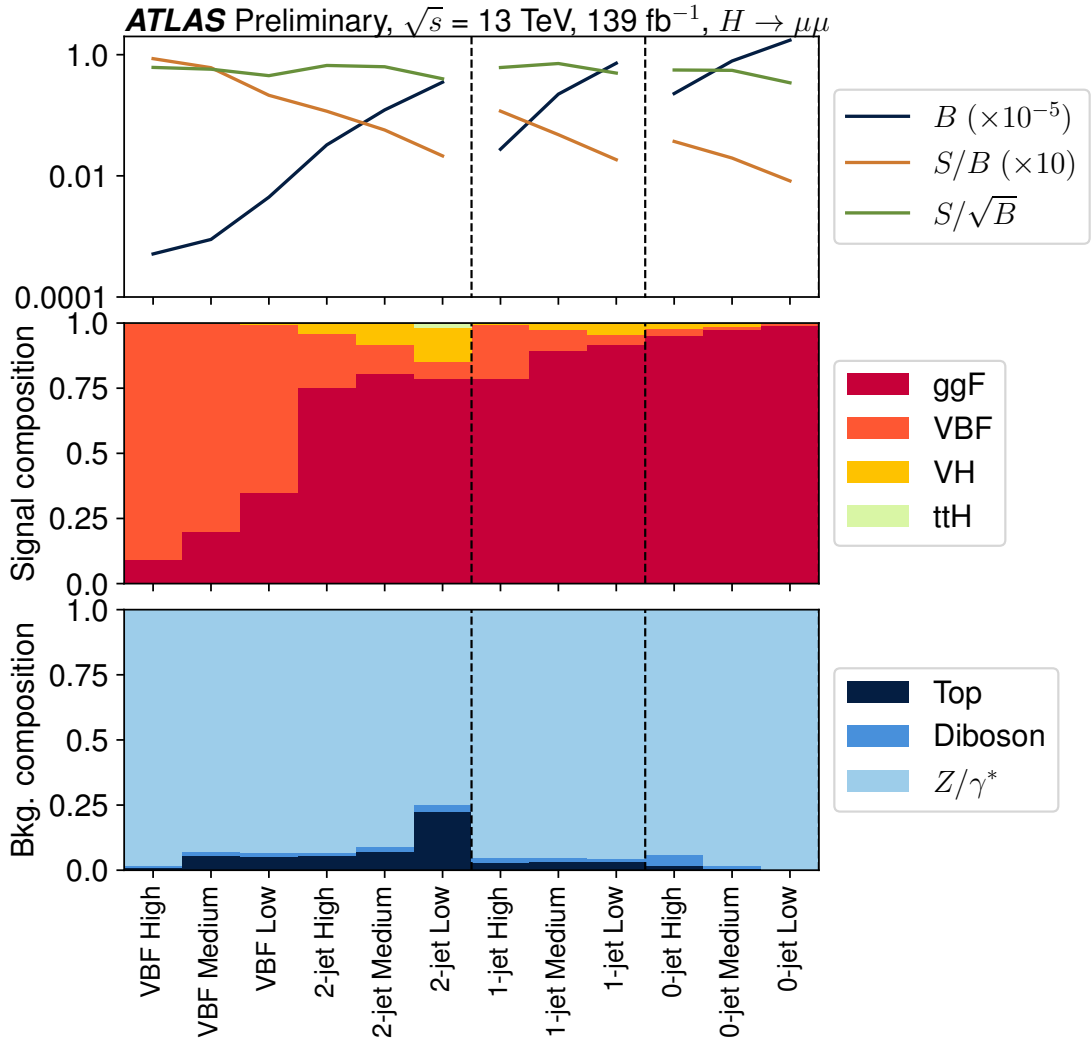 ATLAS Preliminary, √s = 13 TeV, 139 fb⁻¹, H → μμ
1.0
0.01
0.0001
B (×10⁻⁵)
S/B (×10)
S/√B
Signal composition
1.0
0.75
0.5
0.25
0.0
ggF
VBF
VH
ttH
Bkg. composition
1.0
0.75
0.5
0.25
0.0
Top
Diboson
Z/γ*
VBF High
VBF Medium
VBF Low
2-jet High
2-jet Medium
2-jet Low
1-jet High
1-jet Medium
1-jet Low
0-jet High
0-jet Medium
0-jet Low